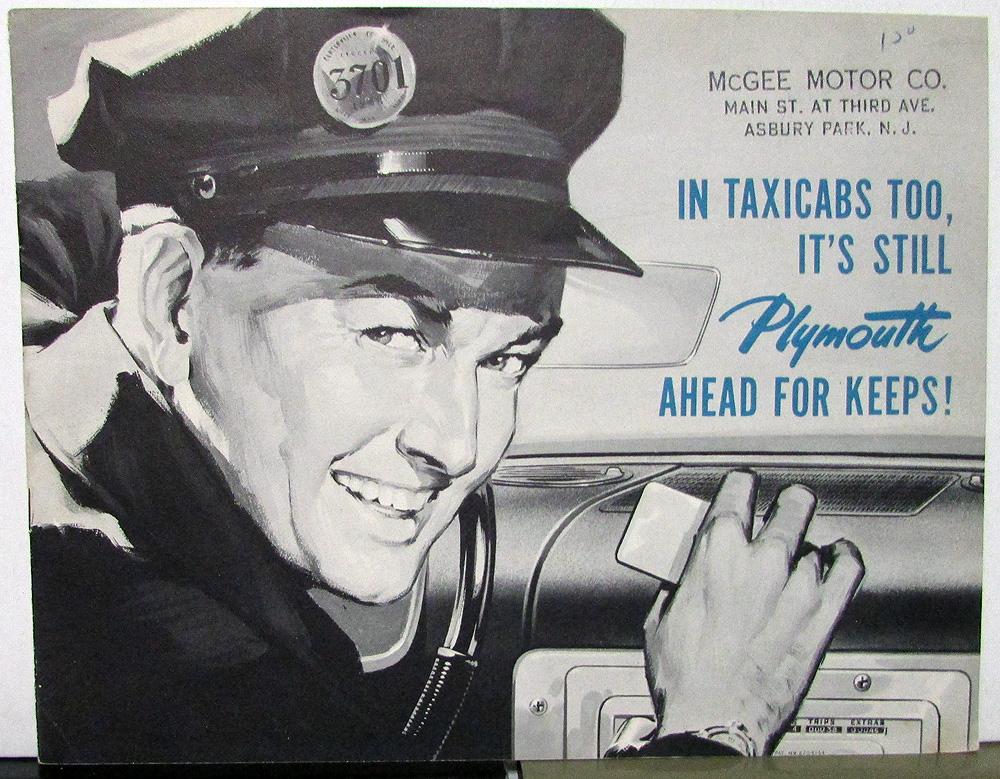 3701
McGEE MOTOR CO.
MAIN ST. AT THIRD AVE.
ASBURY PARK, N. J.
IN TAXICABS TOO,
IT'S STILL
Plymouth
AHEAD FOR KEEPS!
TRIPS EXTRAS